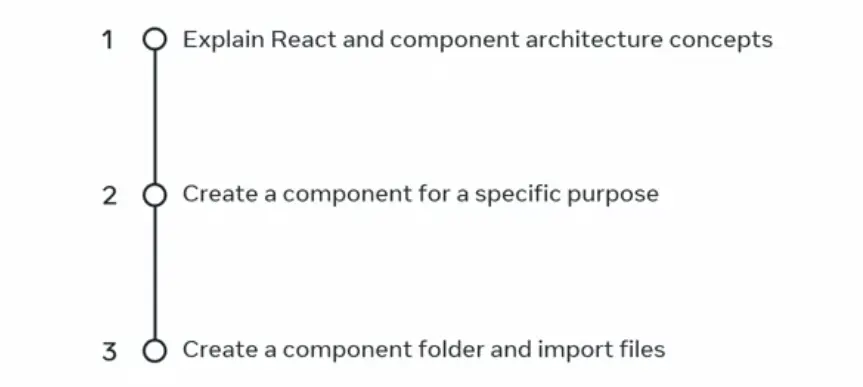 1 Explain React and component architecture concepts
2 Create a component for a specific purpose
3 Create a component folder and import files